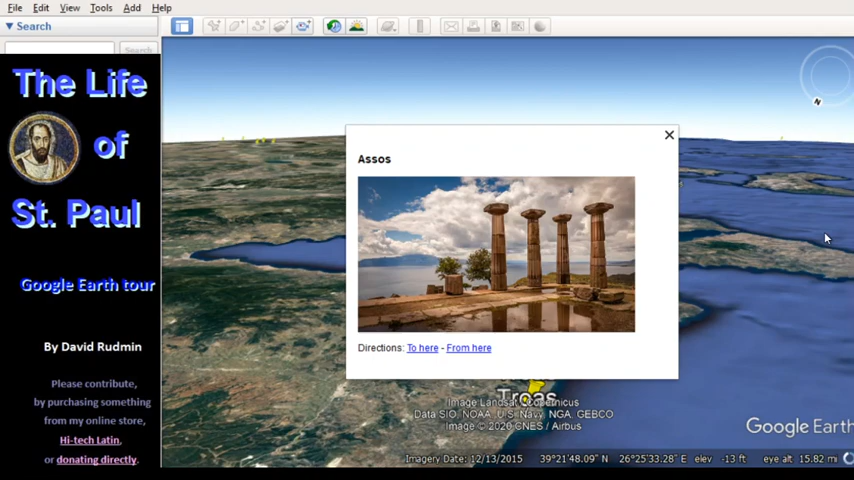 File Edit View Tools Add Help
Search
Search
The Life
of
St. Paul
Google Earth tour
By David Rudmin
Please contribute,
by purchasing something
from my online store,
Hi-tech Latin,
or donating directly.
N
Assos
Directions: To here - From here
Troas
Image Landsat / Copernicus
Data SIO, NOAA, U.S. Navy, NGA, GEBCO
Image © 2020 CNES / Airbus
Google Earth
Imagery Date: 12/13/2015 39°21'48.09" N 26°25'33.28" E elev -13 ft eye alt 15.82 mi